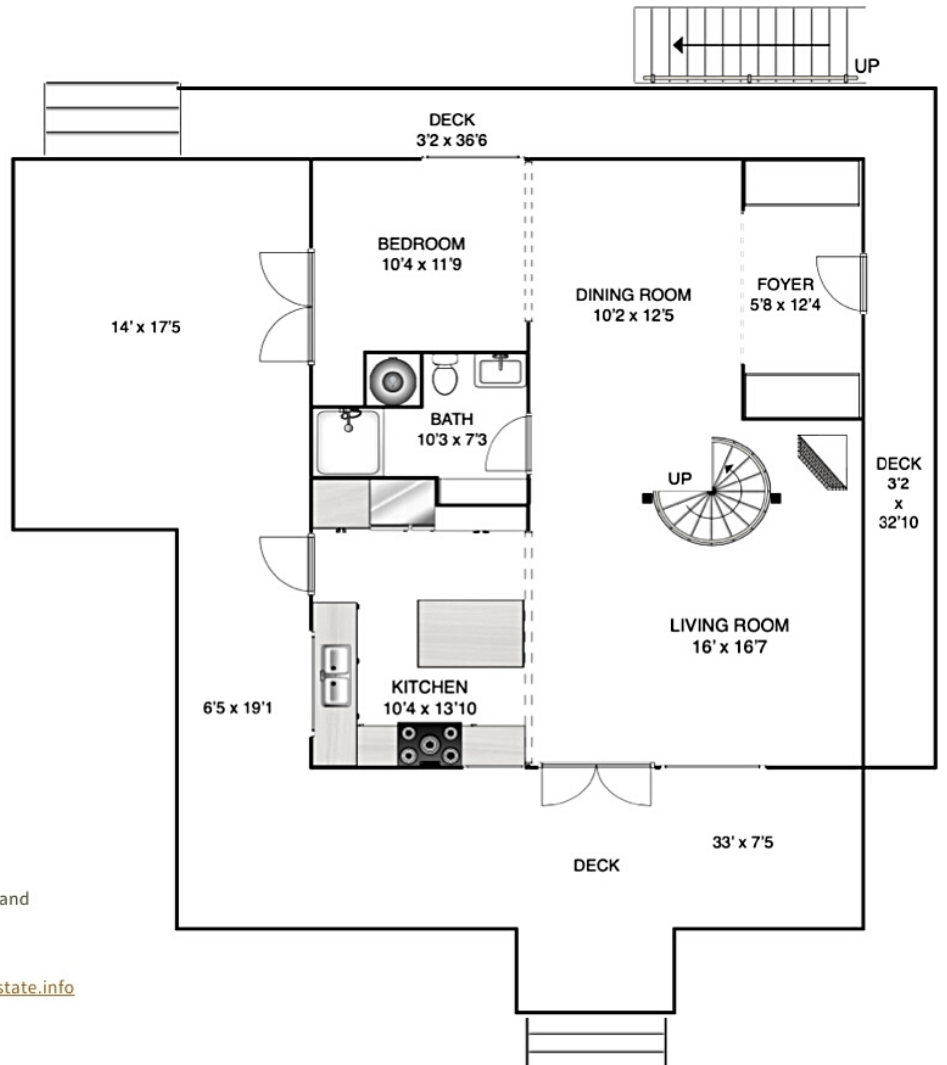 UP
DECK
3'2 x 36'6
BEDROOM
10'4 x 11'9
DINING ROOM
10'2 x 12'5
FOYER
5'8 x 12'4
14' x 17'5
BATH
10'3 x 7'3
UP
DECK
3'2
x
32'10
LIVING ROOM
16' x 16'7
KITCHEN
10'4 x 13'10
6'5 x 19'1
33' x 7'5
DECK
and
state.info